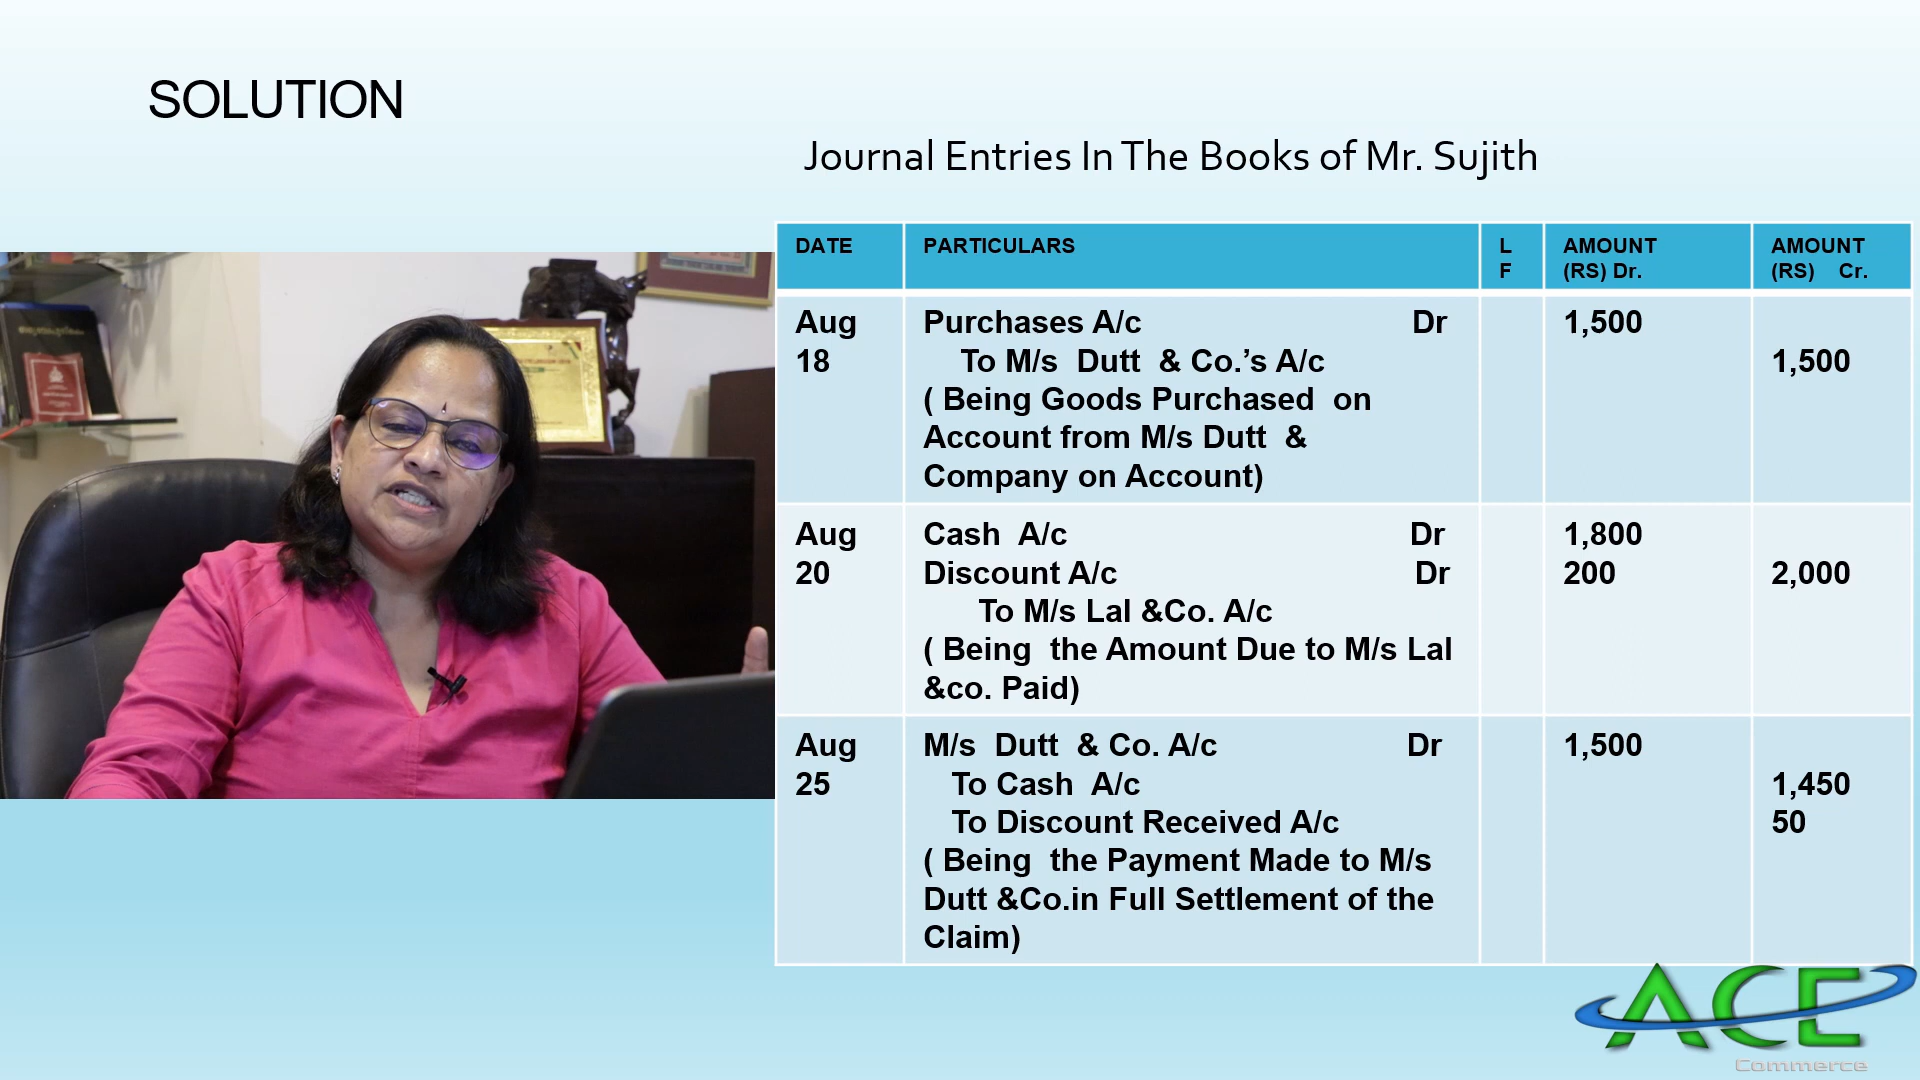 SOLUTION
Journal Entries In The Books of Mr. Sujith
DATE PARTICULARS L F AMOUNT (RS) Dr. AMOUNT (RS) Cr.
Aug 18
Purchases A/c Dr 1,500
To M/s Dutt & Co.’s A/c 1,500
( Being Goods Purchased on
Account from M/s Dutt &
Company on Account)
Aug 20
Cash A/c Dr 1,800
Discount A/c Dr 200 2,000
To M/s Lal &Co. A/c
( Being the Amount Due to M/s Lal
&co. Paid)
Aug 25
M/s Dutt & Co. A/c Dr 1,500
To Cash A/c 1,450
To Discount Received A/c 50
( Being the Payment Made to M/s
Dutt &Co.in Full Settlement of the
Claim)
ACE
Commerce